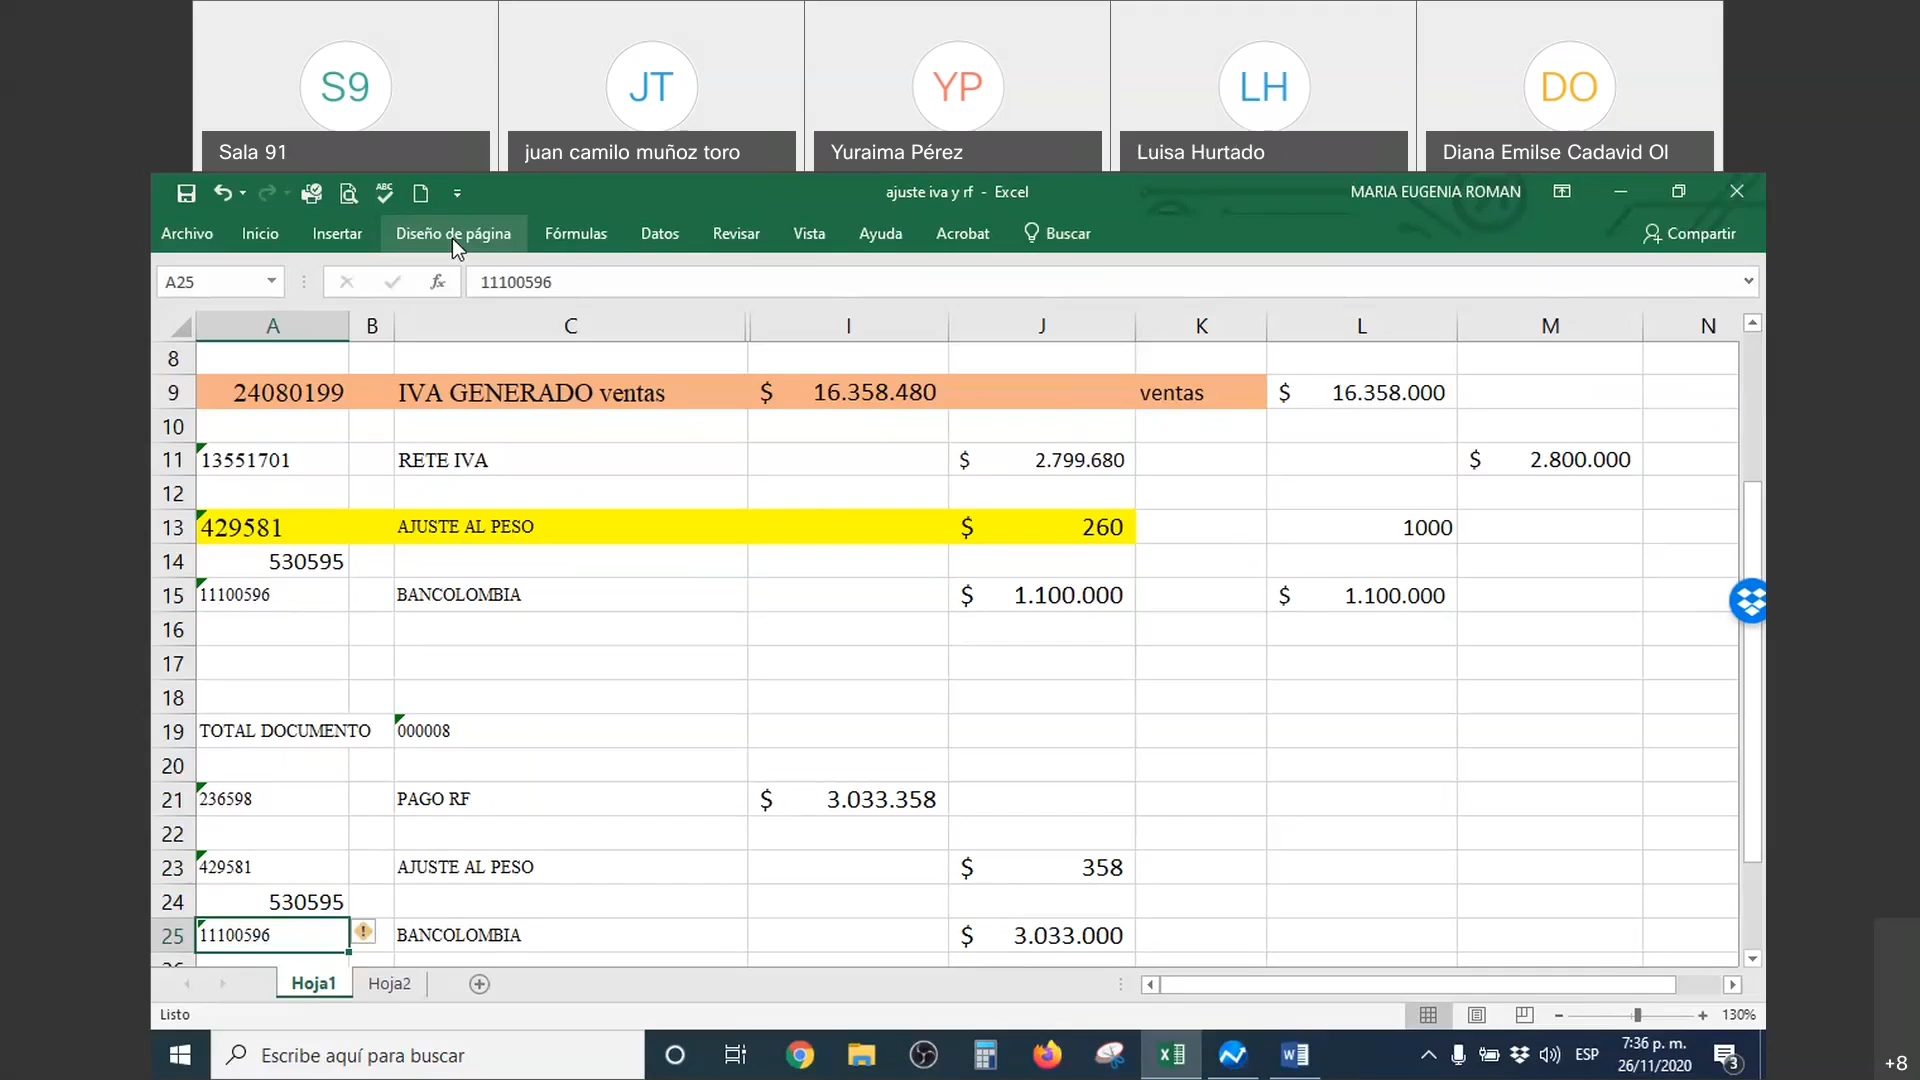 S9 JT YP LH DO
Sala 91 juan camilo muñoz toro Yuraima Pérez Luisa Hurtado Diana Emilse Cadavid Ol
ABC ajuste iva y rf - Excel MARIA EUGENIA ROMAN
Archivo Inicio Insertar Diseño de página Fórmulas Datos Revisar Vista Ayuda Acrobat Buscar Compartir
A25 fx 11100596
A B C I J K L M N
8
9 24080199 IVA GENERADO ventas $ 16.358.480 ventas $ 16.358.000
10
11 13551701 RETE IVA $ 2.799.680 $ 2.800.000
12
13 429581 AJUSTE AL PESO $ 260 1000
14 530595
15 11100596 BANCOLOMBIA $ 1.100.000 $ 1.100.000
16
17
18
19 TOTAL DOCUMENTO 000008
20
21 236598 PAGO RF $ 3.033.358
22
23 429581 AJUSTE AL PESO $ 358
24 530595
25 11100596 BANCOLOMBIA $ 3.033.000
Hoja1 Hoja2
Listo 130%
Escribe aquí para buscar ESP 7:36 p. m.
26/11/2020 3
+8